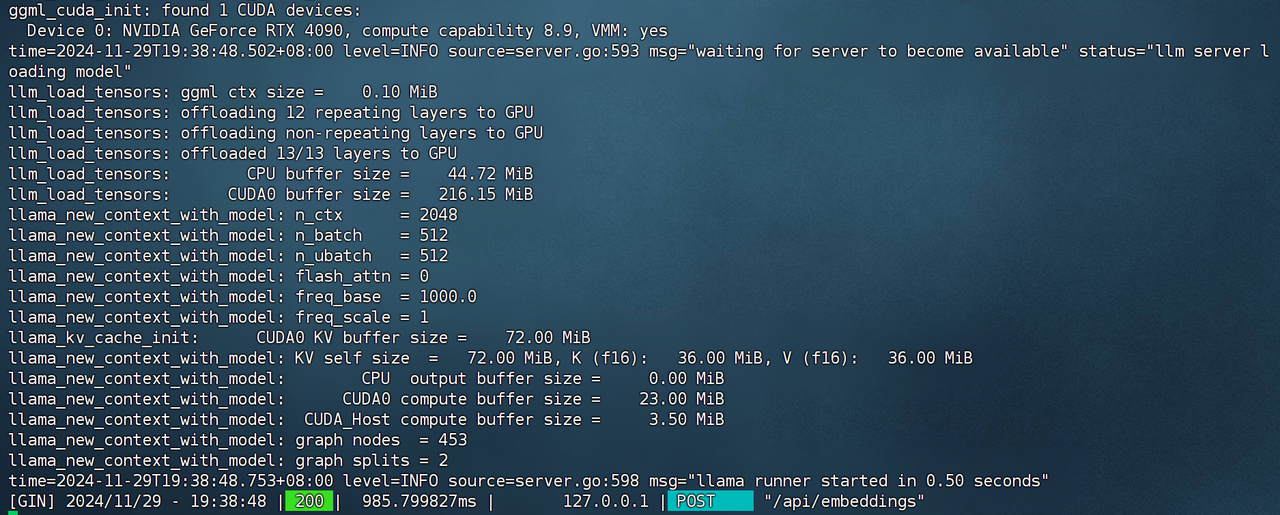 ggml_cuda_init: found 1 CUDA devices:
  Device 0: NVIDIA GeForce RTX 4090, compute capability 8.9, VMM: yes
time=2024-11-29T19:38:48.502+08:00 level=INFO source=server.go:593 msg="waiting for server to become available" status="llm server l
oading model"
llm_load_tensors: ggml ctx size =    0.10 MiB
llm_load_tensors: offloading 12 repeating layers to GPU
llm_load_tensors: offloading non-repeating layers to GPU
llm_load_tensors: offloaded 13/13 layers to GPU
llm_load_tensors:        CPU buffer size =    44.72 MiB
llm_load_tensors:      CUDA0 buffer size =   216.15 MiB
llama_new_context_with_model: n_ctx      = 2048
llama_new_context_with_model: n_batch    = 512
llama_new_context_with_model: n_ubatch   = 512
llama_new_context_with_model: flash_attn = 0
llama_new_context_with_model: freq_base  = 1000.0
llama_new_context_with_model: freq_scale = 1
llama_kv_cache_init:      CUDA0 KV buffer size =    72.00 MiB
llama_new_context_with_model: KV self size  =   72.00 MiB, K (f16):   36.00 MiB, V (f16):   36.00 MiB
llama_new_context_with_model:        CPU  output buffer size =     0.00 MiB
llama_new_context_with_model:      CUDA0 compute buffer size =    23.00 MiB
llama_new_context_with_model:  CUDA_Host compute buffer size =     3.50 MiB
llama_new_context_with_model: graph nodes  = 453
llama_new_context_with_model: graph splits = 2
time=2024-11-29T19:38:48.753+08:00 level=INFO source=server.go:598 msg="llama runner started in 0.50 seconds"
[GIN] 2024/11/29 - 19:38:48 | 200 |  985.799827ms |       127.0.0.1 | POST     "/api/embeddings"